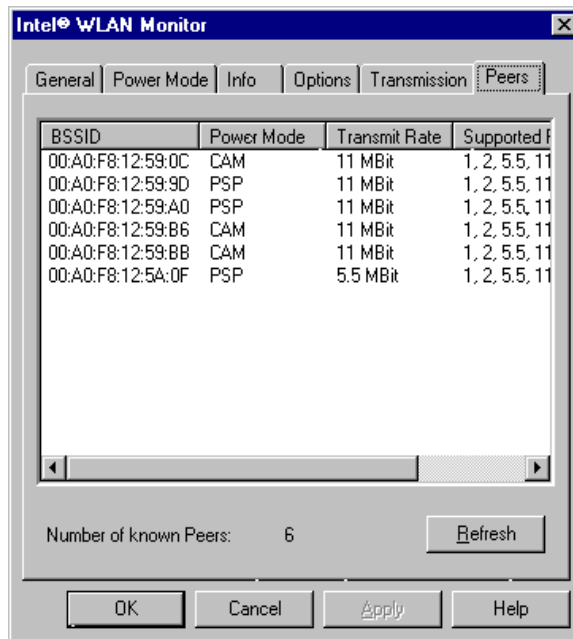 Intel® WLAN Monitor
General Power Mode Info Options Transmission Peers
BSSID Power Mode Transmit Rate Supported
00:A0:F8:12:59:0C CAM 11 MBit 1, 2, 5.5, 11
00:A0:F8:12:59:9D PSP 11 MBit 1, 2, 5.5, 11
00:A0:F8:12:59:A0 PSP 11 MBit 1, 2, 5.5, 11
00:A0:F8:12:59:B6 CAM 11 MBit 1, 2, 5.5, 11
00:A0:F8:12:59:BB CAM 11 MBit 1, 2, 5.5, 11
00:A0:F8:12:5A:0F PSP 5.5 MBit 1, 2, 5.5, 11
Number of known Peers: 6 Refresh
OK Cancel Apply Help